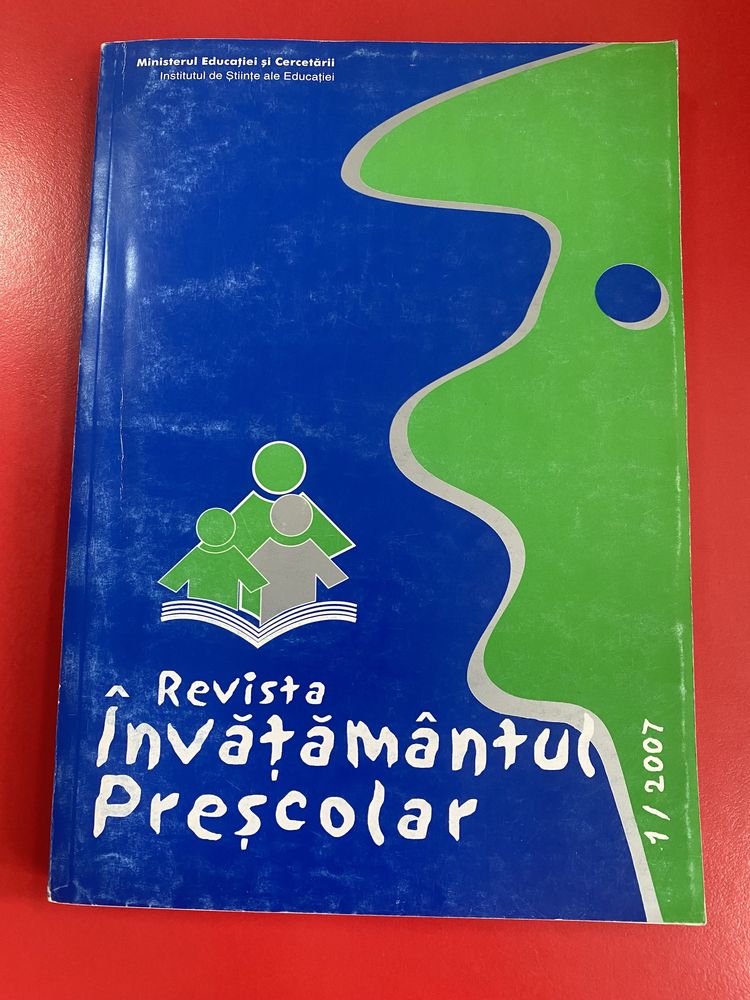 Ministerul Educației și Cercetării
Institutul de Științe ale Educației
Revista
Învățământul
Preșcolar
1 / 2007